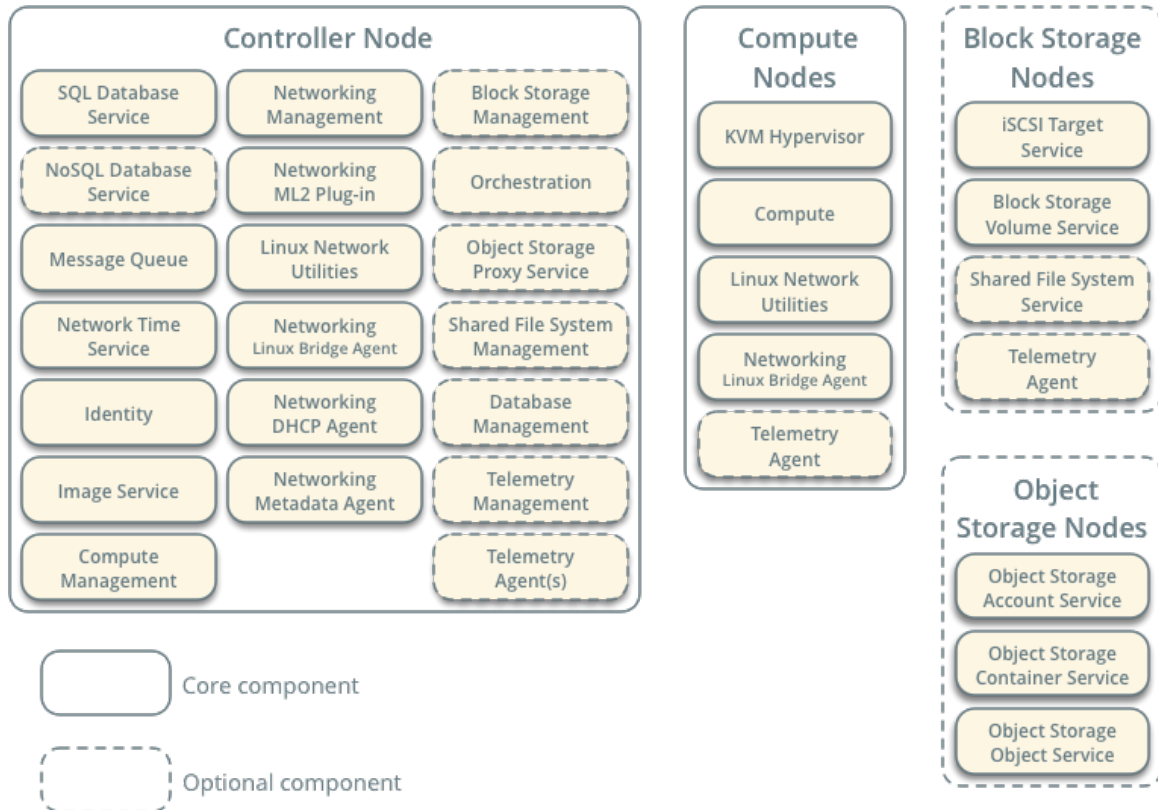 Controller Node
SQL Database
Service
NoSQL Database
Service
Message Queue
Network Time
Service
Identity
Image Service
Compute
Management
Networking
Management
Networking
ML2 Plug-in
Linux Network
Utilities
Networking
Linux Bridge Agent
Networking
DHCP Agent
Networking
Metadata Agent
Block Storage
Management
Orchestration
Object Storage
Proxy Service
Shared File System
Management
Database
Management
Telemetry
Management
Telemetry
Agent(s)
Compute
Nodes
KVM Hypervisor
Compute
Linux Network
Utilities
Networking
Linux Bridge Agent
Telemetry
Agent
Block Storage
Nodes
iSCSI Target
Service
Block Storage
Volume Service
Shared File System
Service
Telemetry
Agent
Object
Storage Nodes
Object Storage
Account Service
Object Storage
Container Service
Object Storage
Object Service
Core component
Optional component